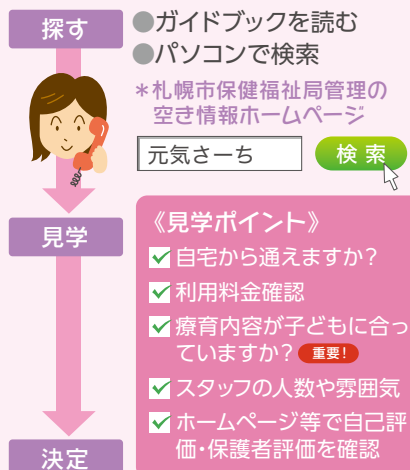 探す
●ガイドブックを読む
●パソコンで検索
＊札幌市保健福祉局管理の
空き情報ホームページ
元気さーち
検 索
見学
《見学ポイント》
自宅から通えますか?
利用料金確認
療育内容が子どもに合っ
ていますか? 重要!
スタッフの人数や雰囲気
ホームページ等で自己評
価・保護者評価を確認
決定